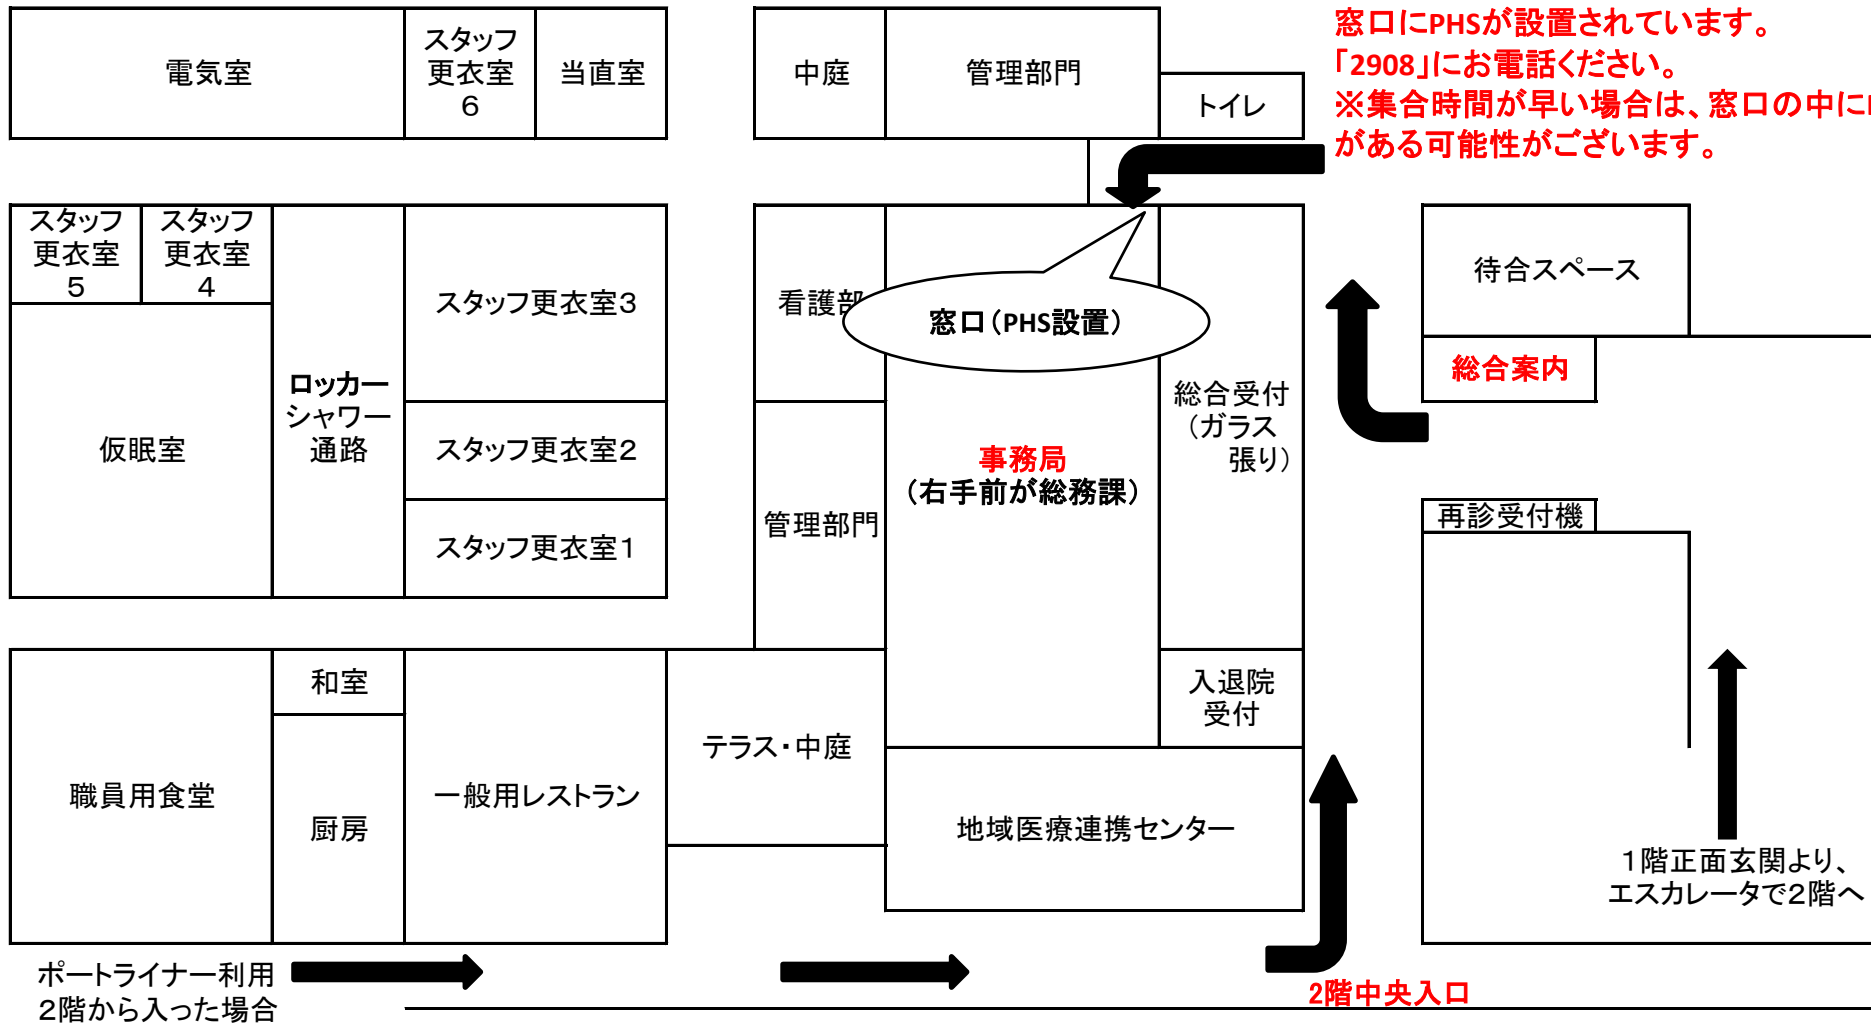 窓口にPHSが設置されています。
「2908」にお電話ください。
※集合時間が早い場合は、窓口の中に
がある可能性がございます。
電気室
スタッフ
更衣室
6
当直室
中庭
管理部門
トイレ
スタッフ
更衣室
5
スタッフ
更衣室
4
ロッカー
シャワー
通路
スタッフ更衣室3
スタッフ更衣室2
スタッフ更衣室1
仮眠室
看護部
管理部門
窓口（PHS設置）
事務局
（右手前が総務課）
総合受付
（ガラス
張り）
待合スペース
総合案内
再診受付機
職員用食堂
和室
厨房
一般用レストラン
テラス・中庭
入退院
受付
地域医療連携センター
1階正面玄関より、
エスカレータで2階へ
ポートライナー利用
2階から入った場合
2階中央入口